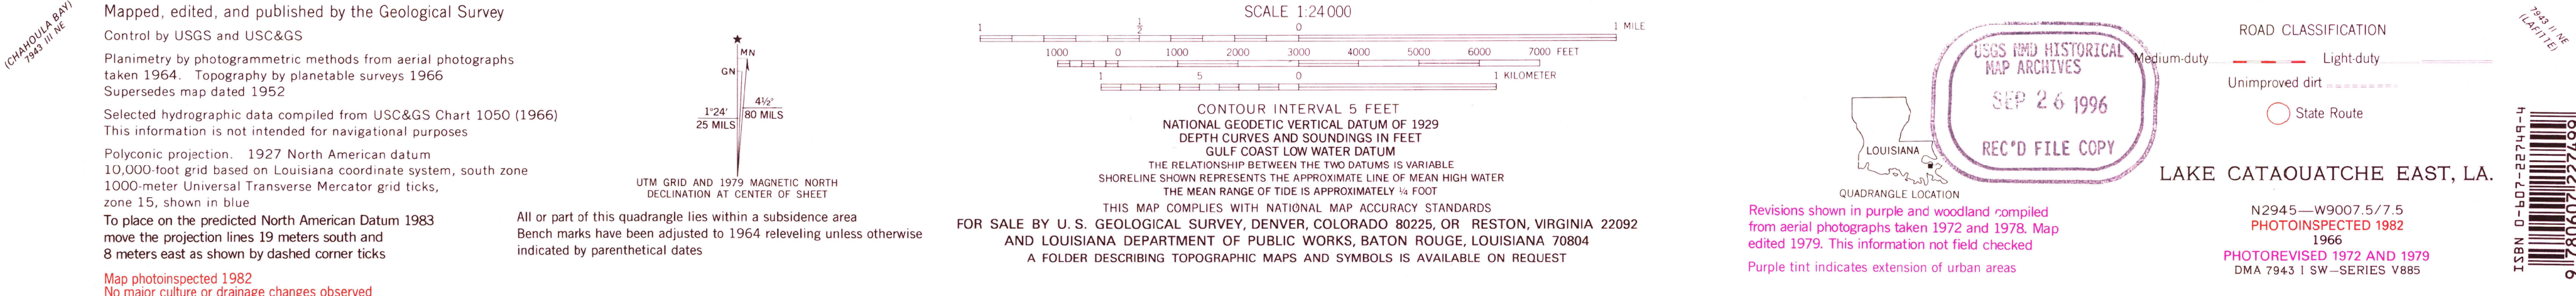 (CHAHOULA BAY)
7943 III NE
Mapped, edited, and published by the Geological Survey
Control by USGS and USC&GS
Planimetry by photogrammetric methods from aerial photographs
taken 1964. Topography by planetable surveys 1966
Supersedes map dated 1952
Selected hydrographic data compiled from USC&GS Chart 1050 (1966)
This information is not intended for navigational purposes
Polyconic projection. 1927 North American datum
10,000-foot grid based on Louisiana coordinate system, south zone
1000-meter Universal Transverse Mercator grid ticks,
zone 15, shown in blue
To place on the predicted North American Datum 1983
move the projection lines 19 meters south and
8 meters east as shown by dashed corner ticks
Map photoinspected 1982
No major culture or drainage changes observed
MN
GN
1°24'
25 MILS
4½°
80 MILS
UTM GRID AND 1979 MAGNETIC NORTH
DECLINATION AT CENTER OF SHEET
All or part of this quadrangle lies within a subsidence area
Bench marks have been adjusted to 1964 releveling unless otherwise
indicated by parenthetical dates
SCALE 1:24 000
1 ½ 0 1 MILE
1000 0 1000 2000 3000 4000 5000 6000 7000 FEET
1 5 0 1 KILOMETER
CONTOUR INTERVAL 5 FEET
NATIONAL GEODETIC VERTICAL DATUM OF 1929
DEPTH CURVES AND SOUNDINGS IN FEET
GULF COAST LOW WATER DATUM
THE RELATIONSHIP BETWEEN THE TWO DATUMS IS VARIABLE
SHORELINE SHOWN REPRESENTS THE APPROXIMATE LINE OF MEAN HIGH WATER
THE MEAN RANGE OF TIDE IS APPROXIMATELY ¼ FOOT
THIS MAP COMPLIES WITH NATIONAL MAP ACCURACY STANDARDS
FOR SALE BY U. S. GEOLOGICAL SURVEY, DENVER, COLORADO 80225, OR RESTON, VIRGINIA 22092
AND LOUISIANA DEPARTMENT OF PUBLIC WORKS, BATON ROUGE, LOUISIANA 70804
A FOLDER DESCRIBING TOPOGRAPHIC MAPS AND SYMBOLS IS AVAILABLE ON REQUEST
LOUISIANA
QUADRANGLE LOCATION
Revisions shown in purple and woodland compiled
from aerial photographs taken 1972 and 1978. Map
edited 1979. This information not field checked
Purple tint indicates extension of urban areas
USGS NMD HISTORICAL
MAP ARCHIVES
SEP 26 1996
REC'D FILE COPY
ROAD CLASSIFICATION
Medium-duty Light-duty
Unimproved dirt
State Route
LAKE CATAOUATCHE EAST, LA.
N2945—W9007.5/7.5
PHOTOINSPECTED 1982
1966
PHOTOREVISED 1972 AND 1979
DMA 7943 I SW—SERIES V885
7943 II NE
(LAFITTE)
ISBN 0-607-22749-4
9 780607 227499